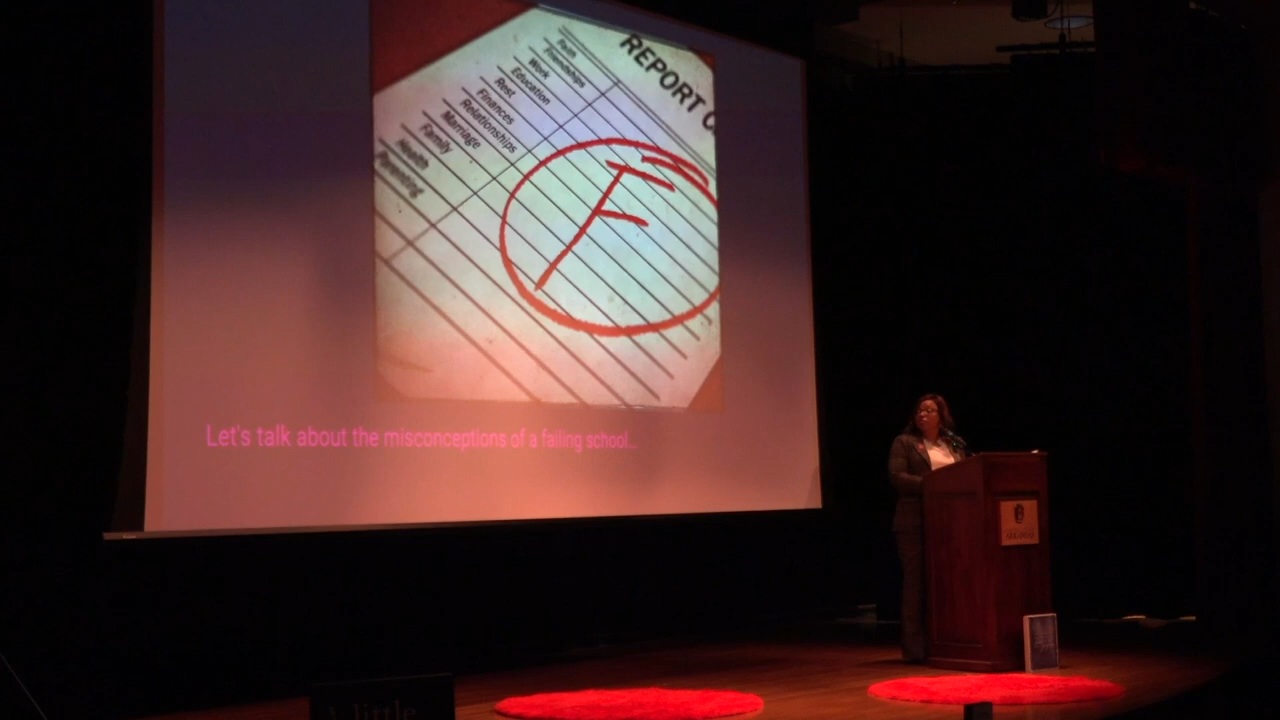 REPORT C
Faith
Friendships
Work
Education
Rest
Finances
Relationships
Marriage
Family
Health
Parenting
F
Let's talk about the misconceptions of a failing school...
little